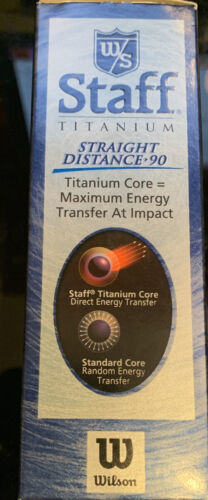 W/S
Staff®
TITANIUM
STRAIGHT
DISTANCE•90
Titanium Core =
Maximum Energy
Transfer At Impact
Staff® Titanium Core
Direct Energy Transfer
Standard Core
Random Energy
Transfer
W
Wilson